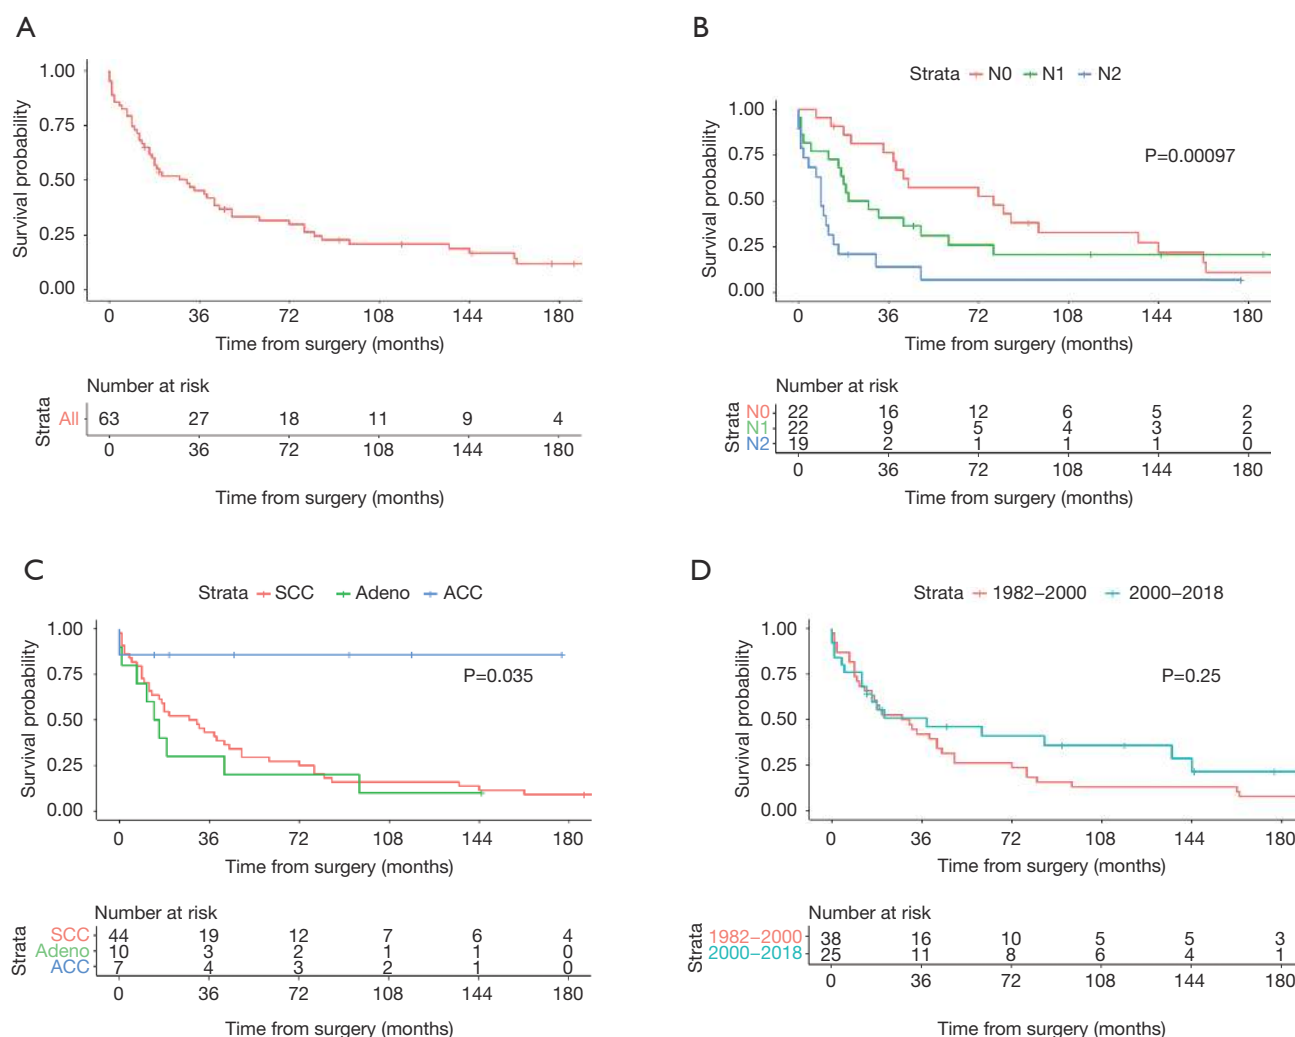 A
Survival probability
1.00
0.75
0.50
0.25
0.00
0 36 72 108 144 180
Time from surgery (months)
Number at risk
Strata
All 63 27 18 11 9 4
0 36 72 108 144 180
Time from surgery (months)
B
Strata N0 N1 N2
Survival probability
1.00
0.75
0.50
0.25
0.00
P=0.00097
0 36 72 108 144 180
Time from surgery (months)
Number at risk
Strata
N0 22 16 12 6 5 2
N1 22 9 5 4 3 2
N2 19 2 1 1 1 0
0 36 72 108 144 180
Time from surgery (months)
C
Strata SCC Adeno ACC
Survival probability
1.00
0.75
0.50
0.25
0.00
P=0.035
0 36 72 108 144 180
Time from surgery (months)
Number at risk
Strata
SCC 44 19 12 7 6 4
Adeno 10 3 2 1 1 0
ACC 7 4 3 2 1 0
0 36 72 108 144 180
Time from surgery (months)
D
Strata 1982–2000 2000–2018
Survival probability
1.00
0.75
0.50
0.25
0.00
P=0.25
0 36 72 108 144 180
Time from surgery (months)
Number at risk
Strata
1982–2000 38 16 10 5 5 3
2000–2018 25 11 8 6 4 1
0 36 72 108 144 180
Time from surgery (months)